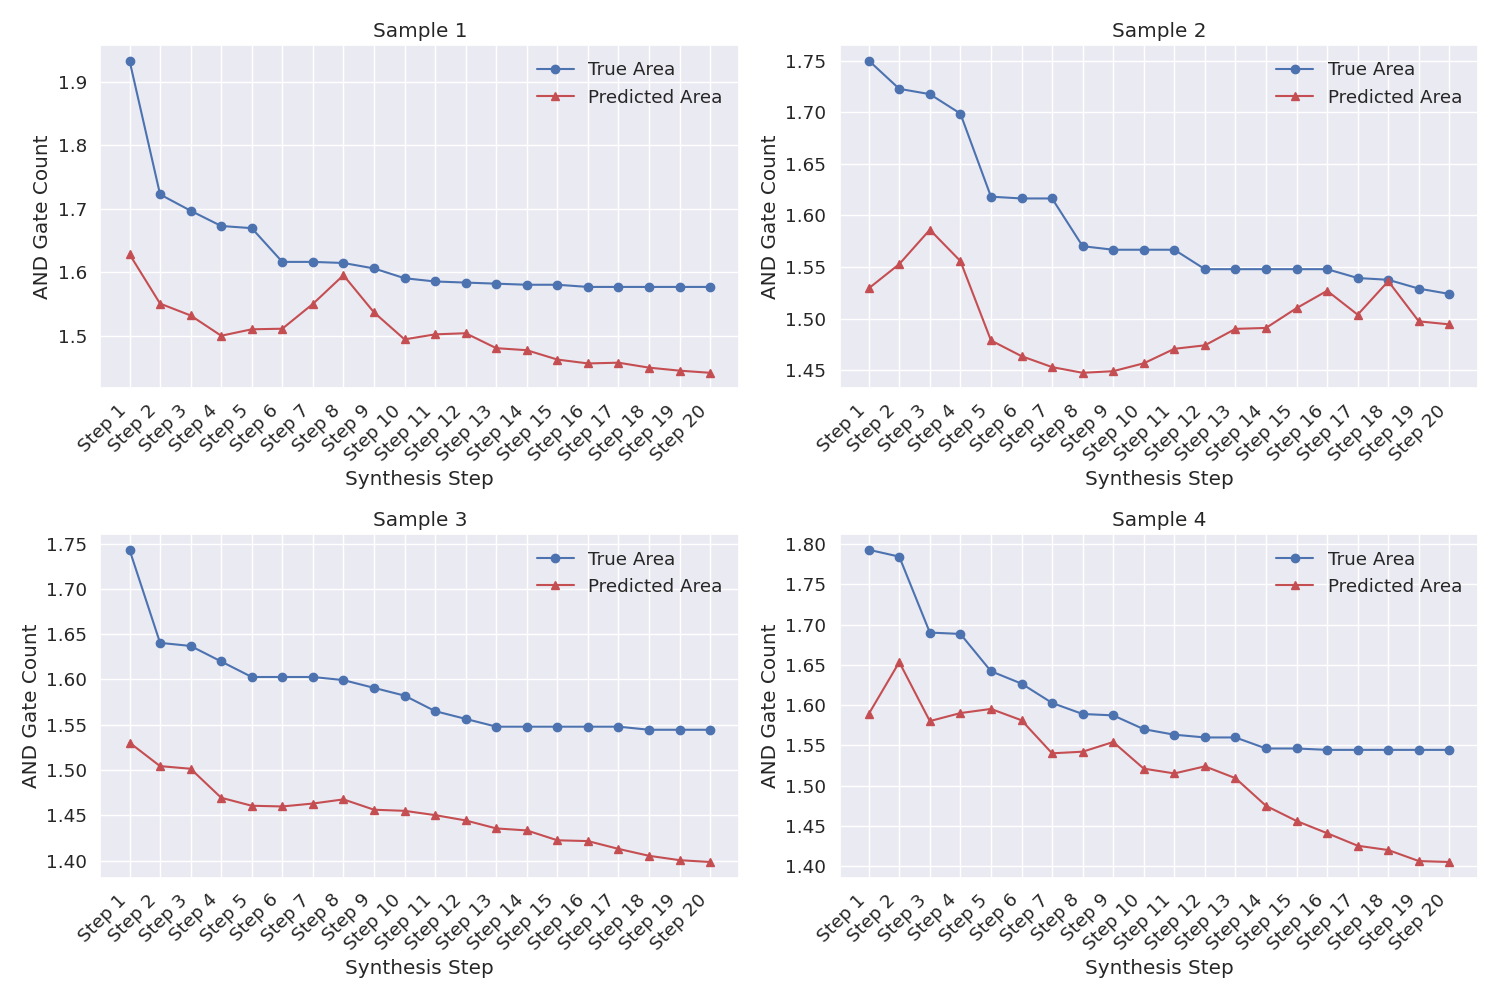 Sample 1
True Area
Predicted Area
AND Gate Count
1.9
1.8
1.7
1.6
1.5
Step 1
Step 2
Step 3
Step 4
Step 5
Step 6
Step 7
Step 8
Step 9
Step 10
Step 11
Step 12
Step 13
Step 14
Step 15
Step 16
Step 17
Step 18
Step 19
Step 20
Synthesis Step
Sample 2
True Area
Predicted Area
AND Gate Count
1.75
1.70
1.65
1.60
1.55
1.50
1.45
Step 1
Step 2
Step 3
Step 4
Step 5
Step 6
Step 7
Step 8
Step 9
Step 10
Step 11
Step 12
Step 13
Step 14
Step 15
Step 16
Step 17
Step 18
Step 19
Step 20
Synthesis Step
Sample 3
True Area
Predicted Area
AND Gate Count
1.75
1.70
1.65
1.60
1.55
1.50
1.45
1.40
Step 1
Step 2
Step 3
Step 4
Step 5
Step 6
Step 7
Step 8
Step 9
Step 10
Step 11
Step 12
Step 13
Step 14
Step 15
Step 16
Step 17
Step 18
Step 19
Step 20
Synthesis Step
Sample 4
True Area
Predicted Area
AND Gate Count
1.80
1.75
1.70
1.65
1.60
1.55
1.50
1.45
1.40
Step 1
Step 2
Step 3
Step 4
Step 5
Step 6
Step 7
Step 8
Step 9
Step 10
Step 11
Step 12
Step 13
Step 14
Step 15
Step 16
Step 17
Step 18
Step 19
Step 20
Synthesis Step